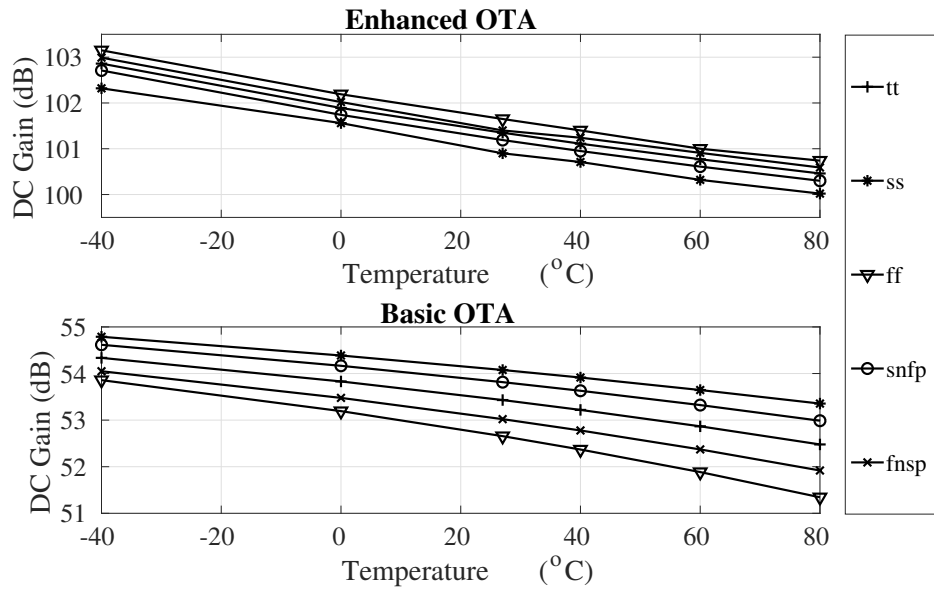 Enhanced OTA
DC Gain (dB)
103
102
101
100
-40 -20 0 20 40 60 80
Temperature (°C)
Basic OTA
DC Gain (dB)
55
54
53
52
51
-40 -20 0 20 40 60 80
Temperature (°C)
tt
ss
ff
snfp
fnsp